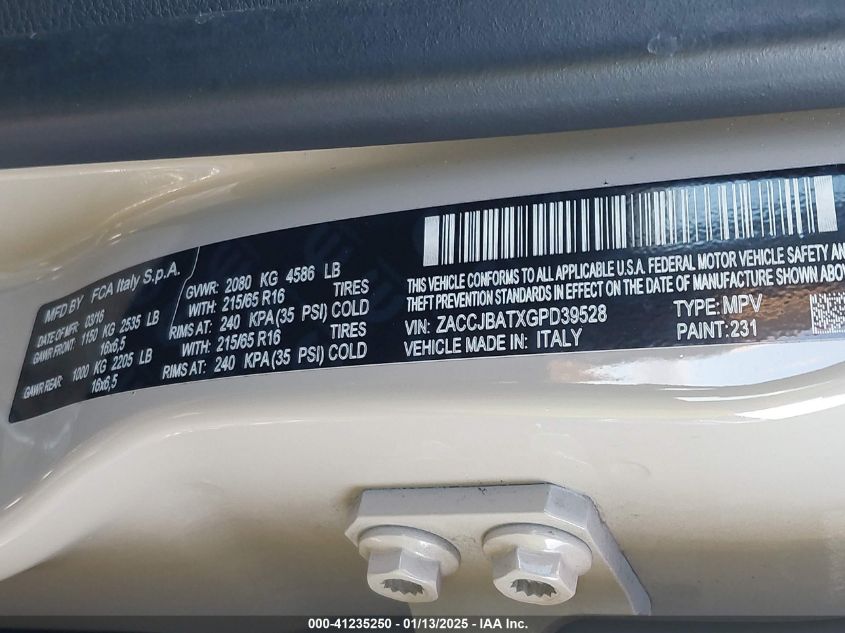 MFD BY FCA Italy S.p.A.
DATE OF MFR: 03/16 GVWR: 2080 KG 4586 LB
GAWR FRONT: 1150 KG 2535 LB WITH: 215/65 R16 TIRES
16x6,5 RIMS AT: 240 KPA(35 PSI) COLD
GAWR REAR: 1000 KG 2205 LB WITH: 215/65 R16 TIRES
16x6,5 RIMS AT: 240 KPA(35 PSI) COLD
THIS VEHICLE CONFORMS TO ALL APPLICABLE U.S.A. FEDERAL MOTOR VEHICLE SAFETY AND
THEFT PREVENTION STANDARDS IN EFFECT ON THE DATE OF MANUFACTURE SHOWN ABOVE
VIN: ZACCJBATXGPD39528 TYPE: MPV
VEHICLE MADE IN: ITALY PAINT: 231
000-41235250 - 01/13/2025 - IAA Inc.